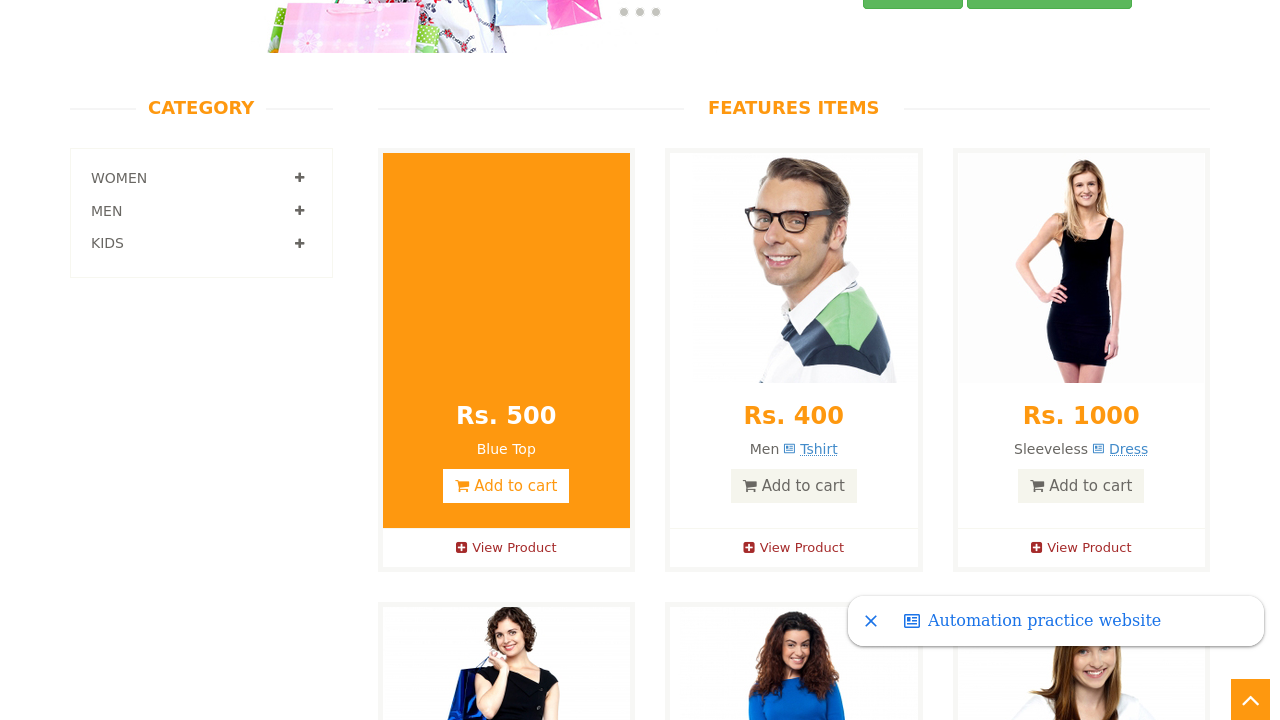 CATEGORY
FEATURES ITEMS
WOMEN
MEN
KIDS
Rs. 500
Blue Top
Add to cart
View Product
Rs. 400
Men Tshirt
Add to cart
View Product
Rs. 1000
Sleeveless Dress
Add to cart
View Product
Automation practice website